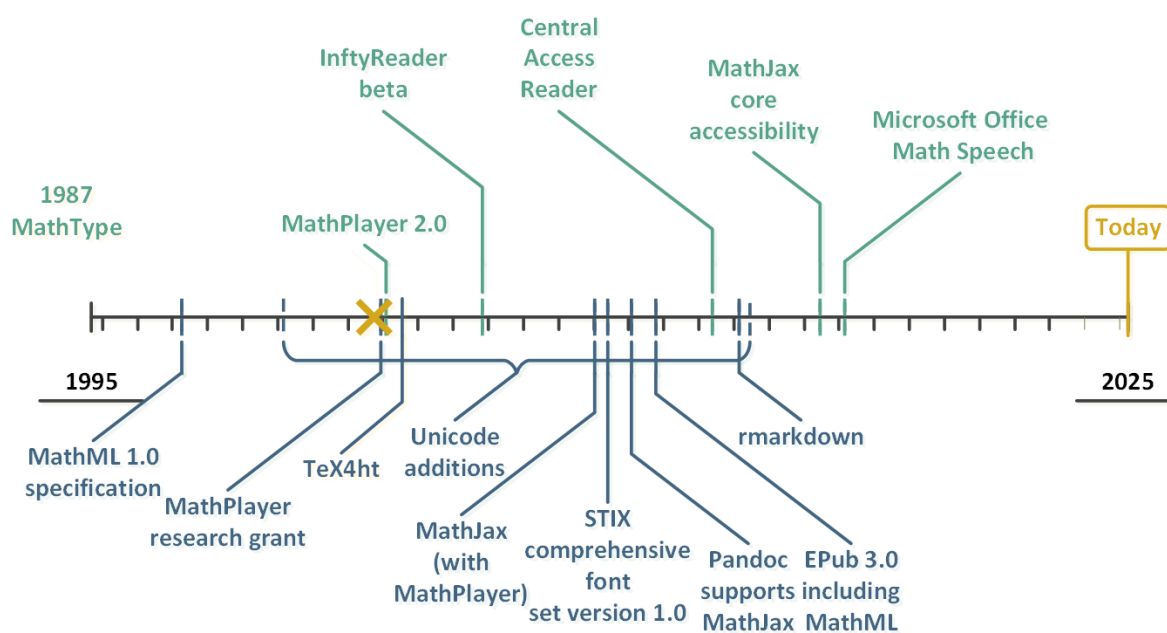 Central
Access
Reader
InftyReader
beta
MathJax
core
accessibility
Microsoft Office
Math Speech
1987
MathType
MathPlayer 2.0
Today
1995
2025
MathML 1.0
specification
MathPlayer
research grant
TeX4ht
Unicode
additions
MathJax
(with
MathPlayer)
STIX
comprehensive
font
set version 1.0
Pandoc
supports
MathJax
EPub 3.0
including
MathML
rmarkdown